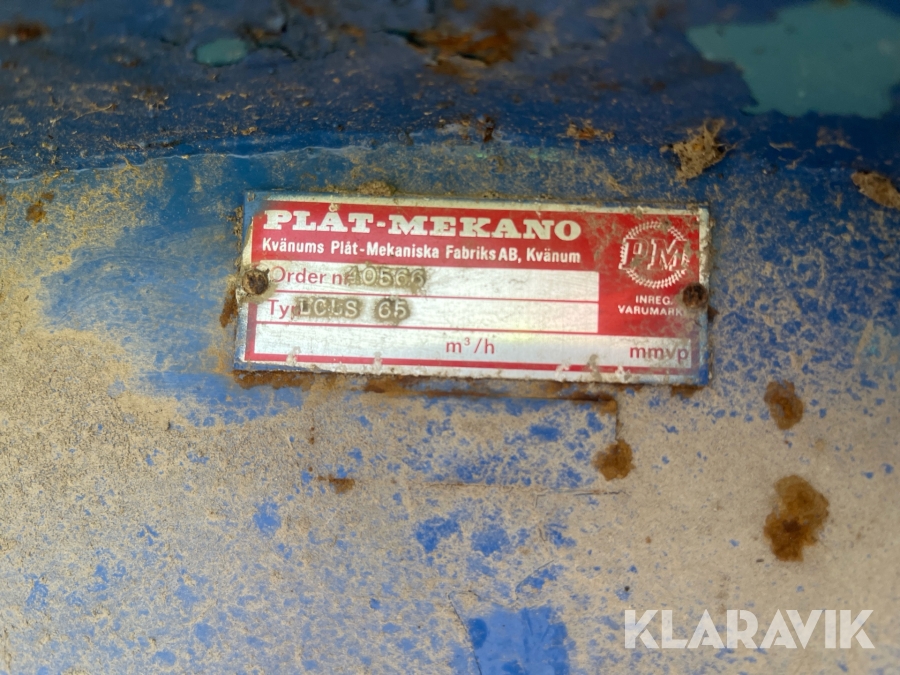 PLÅT-MEKANO
Kvänums Plåt-Mekaniska Fabriks AB, Kvänum
PM
INREG.
VARUMÄRKE
Order nr 40566
Typ LCLS 65
m³/h mmvp
KLARAVIK